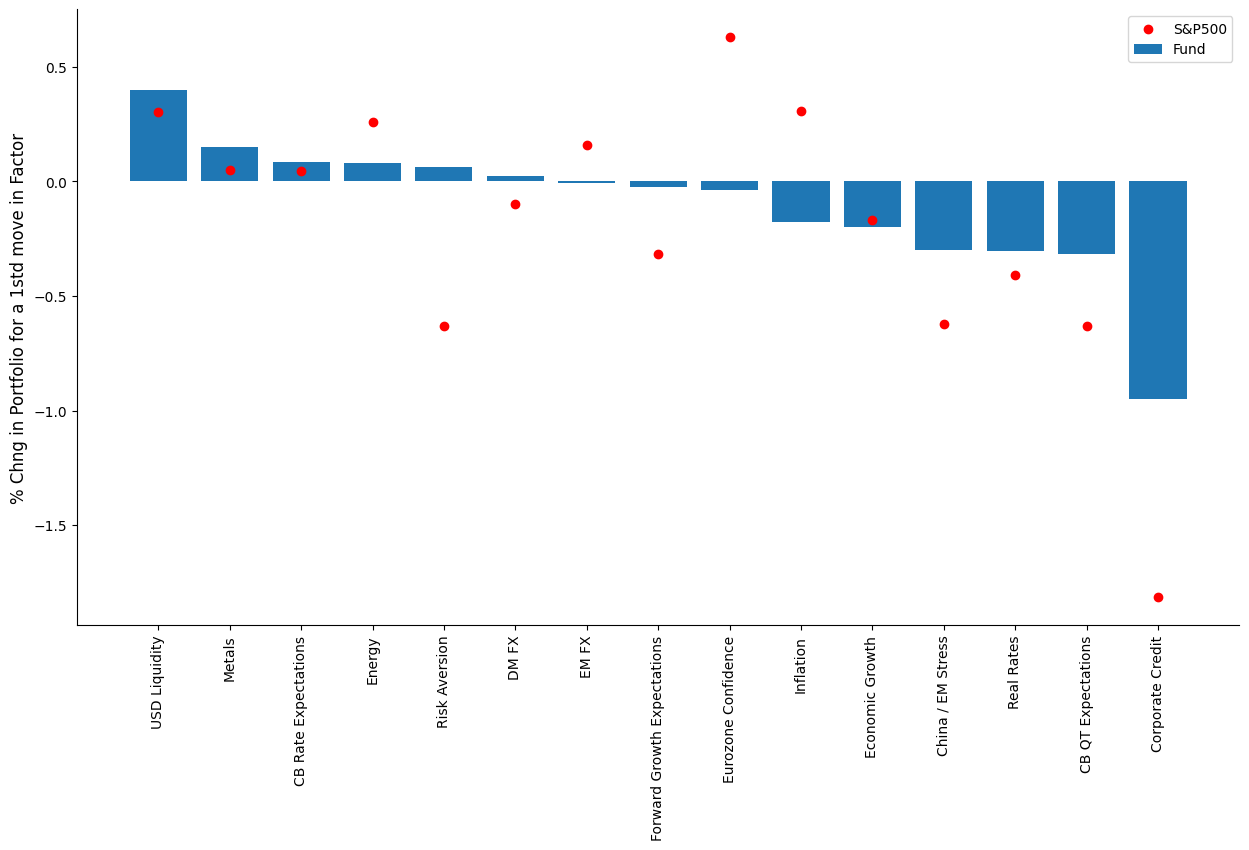 S&P500
Fund
% Chng in Portfolio for a 1std move in Factor
0.5
0.0
−0.5
−1.0
−1.5
USD Liquidity
Metals
CB Rate Expectations
Energy
Risk Aversion
DM FX
EM FX
Forward Growth Expectations
Eurozone Confidence
Inflation
Economic Growth
China / EM Stress
Real Rates
CB QT Expectations
Corporate Credit